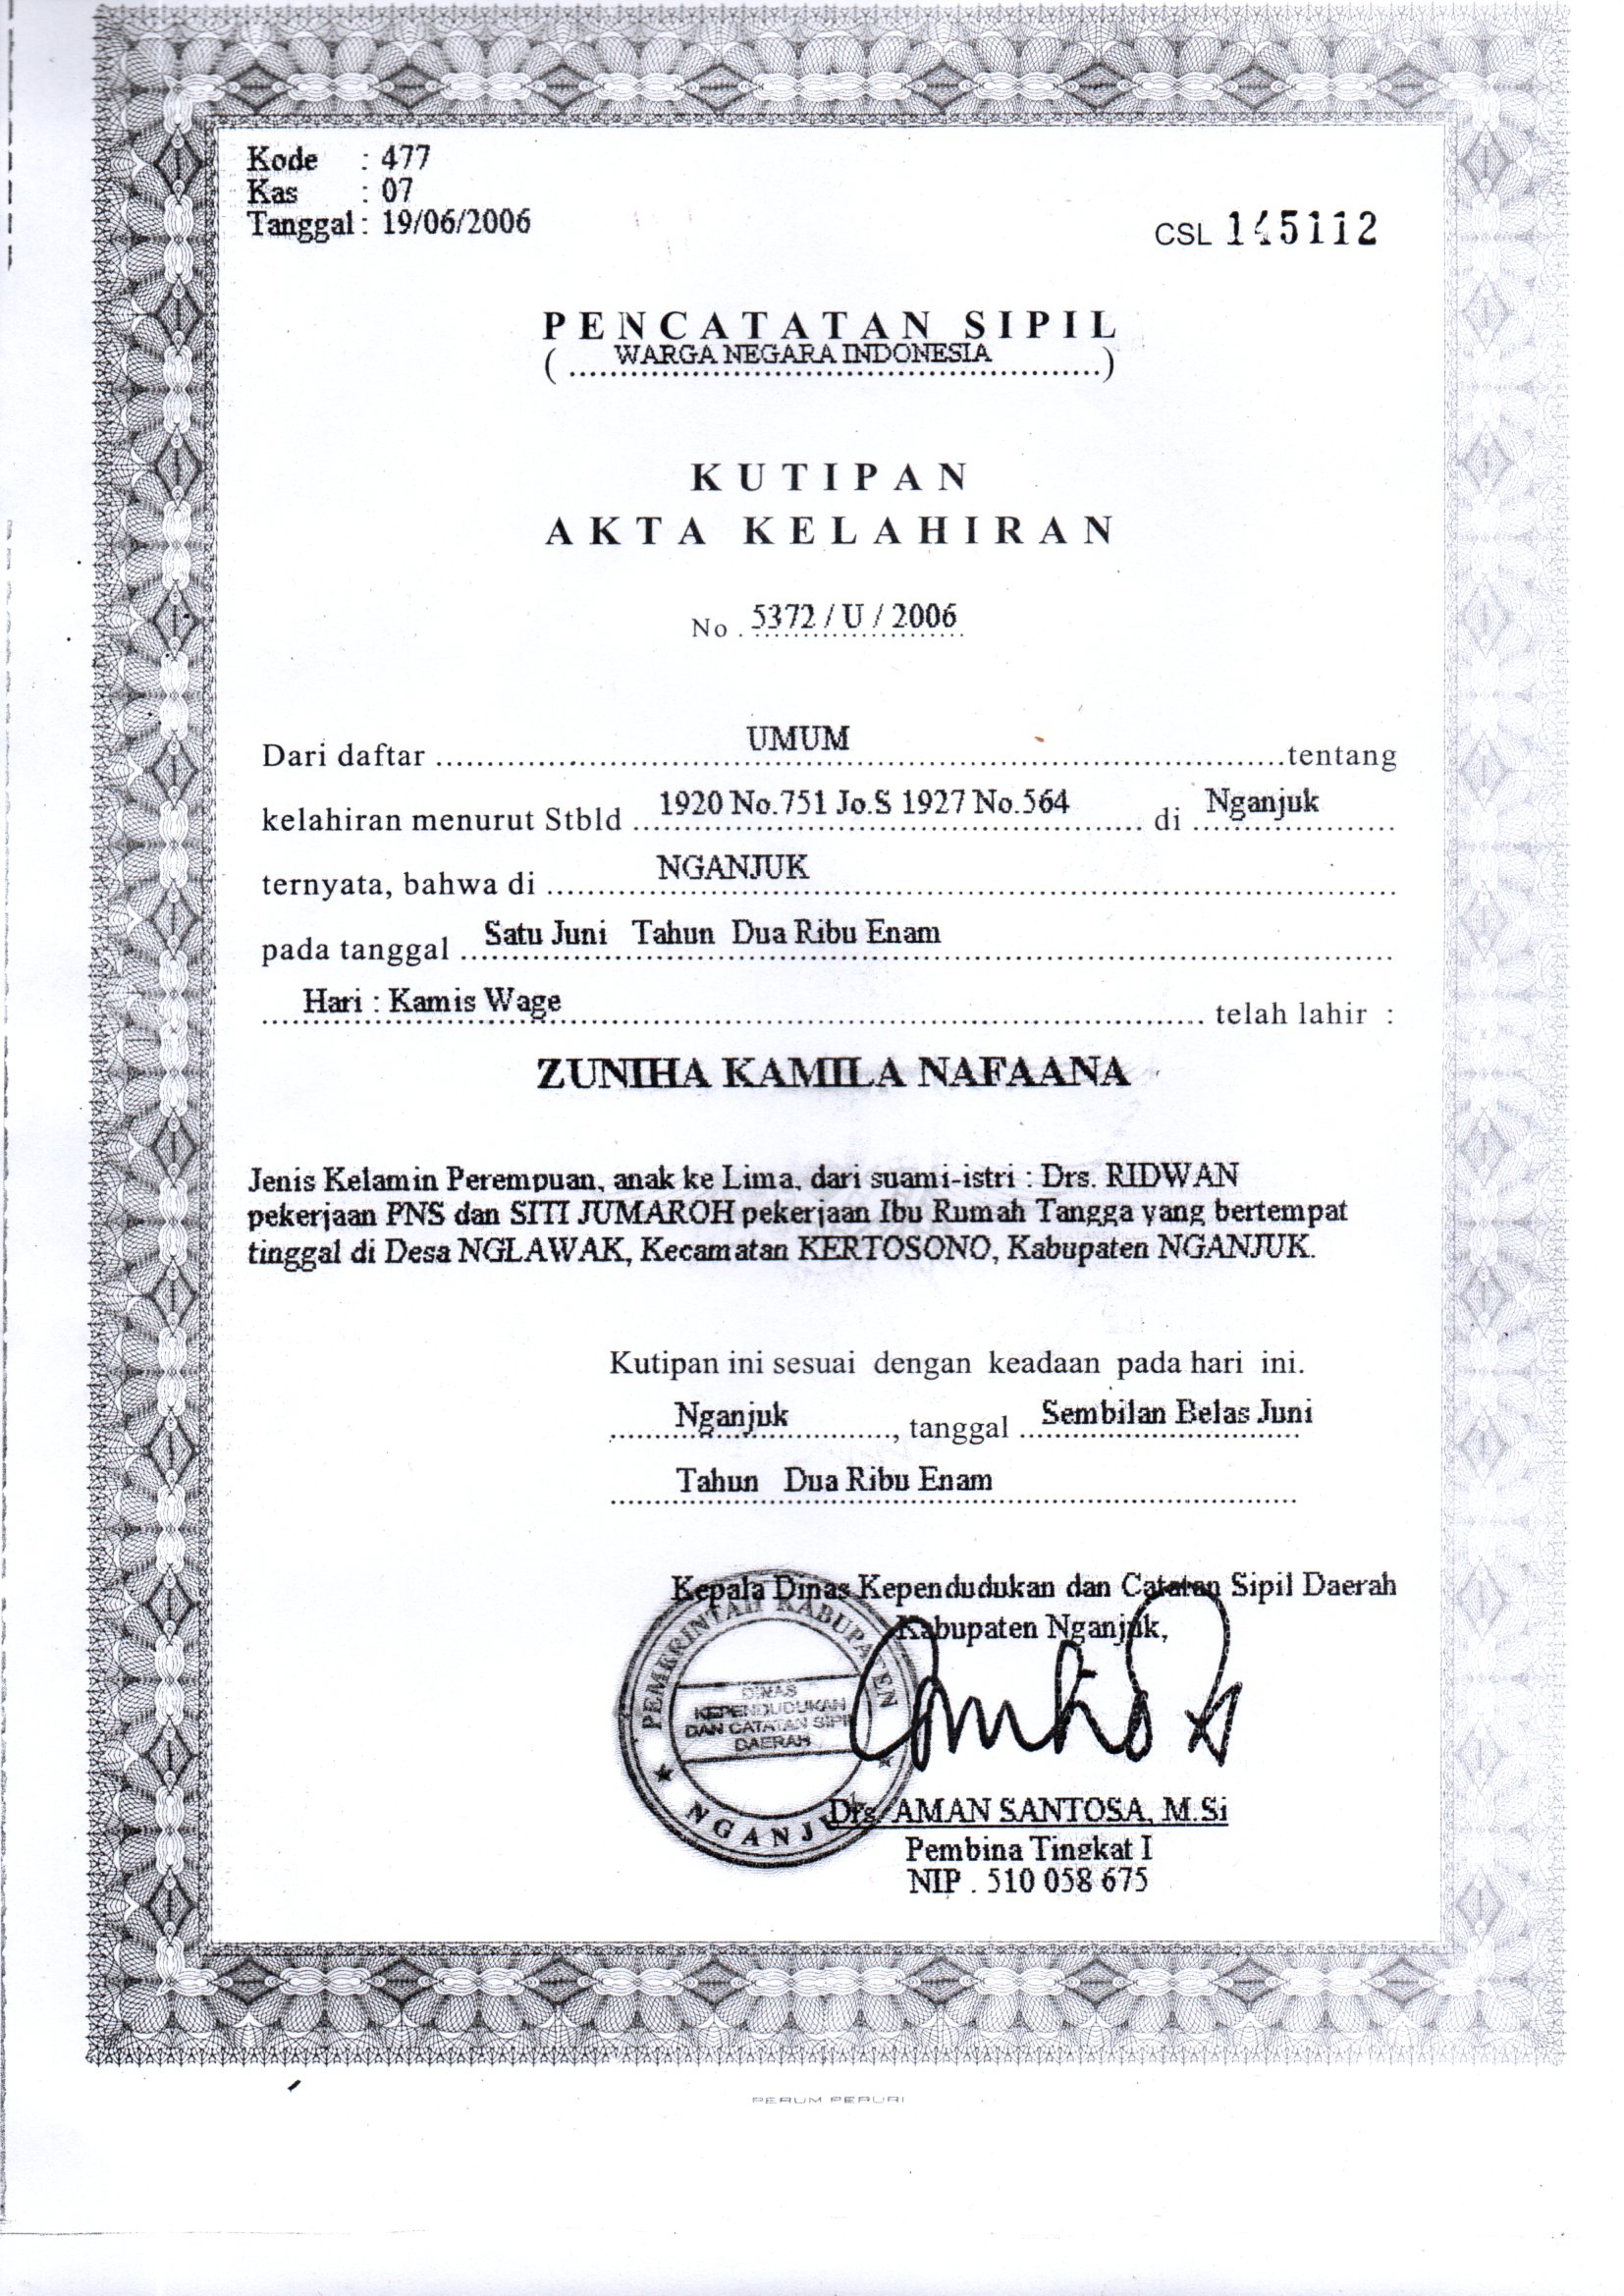 Kode : 477
Kas : 07
Tanggal : 19/06/2006
CSL 145112
PENCATATAN SIPIL
( WARGA NEGARA INDONESIA )
KUTIPAN
AKTA KELAHIRAN
No . 5372 / U / 2006
Dari daftar UMUM tentang
kelahiran menurut Stbld 1920 No.751 Jo.S 1927 No.564 di Nganjuk
ternyata, bahwa di NGANJUK
pada tanggal Satu Juni Tahun Dua Ribu Enam
Hari : Kamis Wage telah lahir :
ZUNIHA KAMILA NAFAANA
Jenis Kelamin Perempuan, anak ke Lima, dari suami-istri : Drs. RIDWAN
pekerjaan PNS dan SITI JUMAROH pekerjaan Ibu Rumah Tangga yang bertempat
tinggal di Desa NGLAWAK, Kecamatan KERTOSONO, Kabupaten NGANJUK.
Kutipan ini sesuai dengan keadaan pada hari ini.
Nganjuk, tanggal Sembilan Belas Juni
Tahun Dua Ribu Enam
Kepala Dinas Kependudukan dan Catatan Sipil Daerah
Kabupaten Nganjuk,
PEMERINTAH KABUPATEN
DINAS
KEPENDUDUKAN
DAN CATATAN SIPIL
DAERAH
NGANJUK
Drs. AMAN SANTOSA, M.Si
Pembina Tingkat I
NIP . 510 058 675
PERUM PERURI